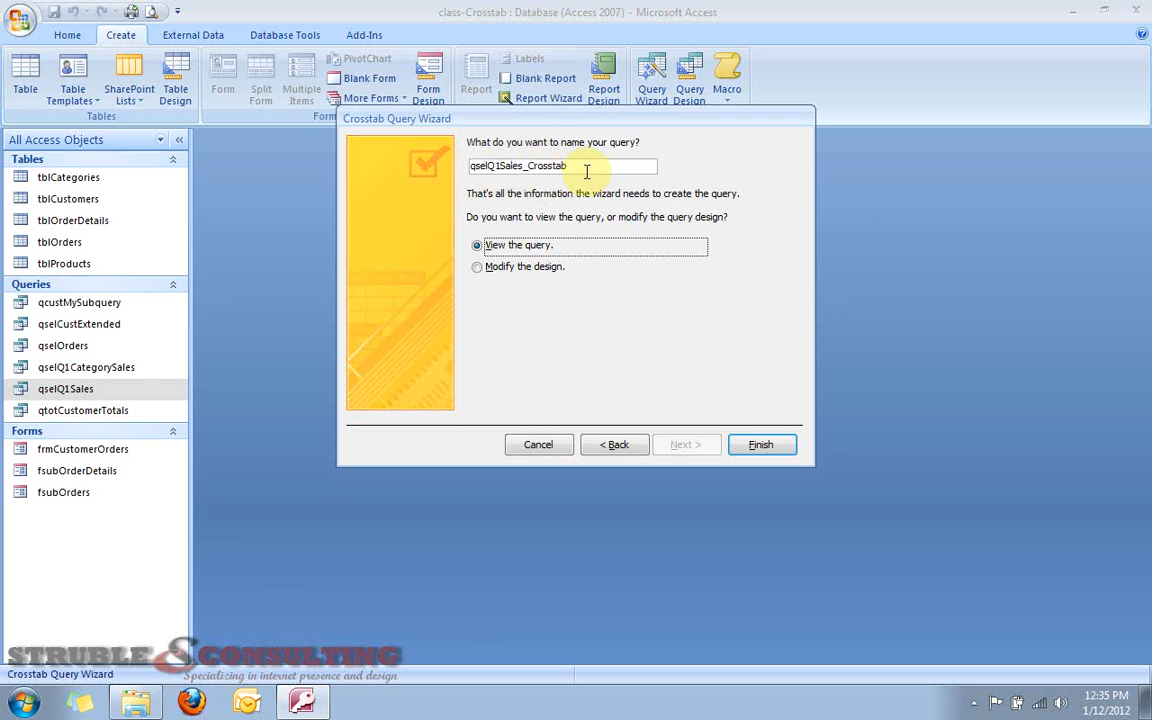 class-Crosstab : Database (Access 2007) - Microsoft Access
Home Create External Data Database Tools Add-Ins
Table
Table Templates
SharePoint Lists
Table Design
Tables
Form
Split Form
Multiple Items
PivotChart
Blank Form
More Forms
Form Design
Form
Report
Labels
Blank Report
Report Wizard
Report Design
Query Wizard
Query Design
Macro
All Access Objects
Tables
tblCategories
tblCustomers
tblOrderDetails
tblOrders
tblProducts
Queries
qcustMySubquery
qselCustExtended
qselOrders
qselQ1CategorySales
qselQ1Sales
qtotCustomerTotals
Forms
frmCustomerOrders
fsubOrderDetails
fsubOrders
Crosstab Query Wizard
What do you want to name your query?
qselQ1Sales_Crosstab
That's all the information the wizard needs to create the query.
Do you want to view the query, or modify the query design?
View the query.
Modify the design.
Cancel < Back Next > Finish
STRUBLE S CONSULTING
Specializing in internet presence and design
Crosstab Query Wizard
12:35 PM
1/12/2012